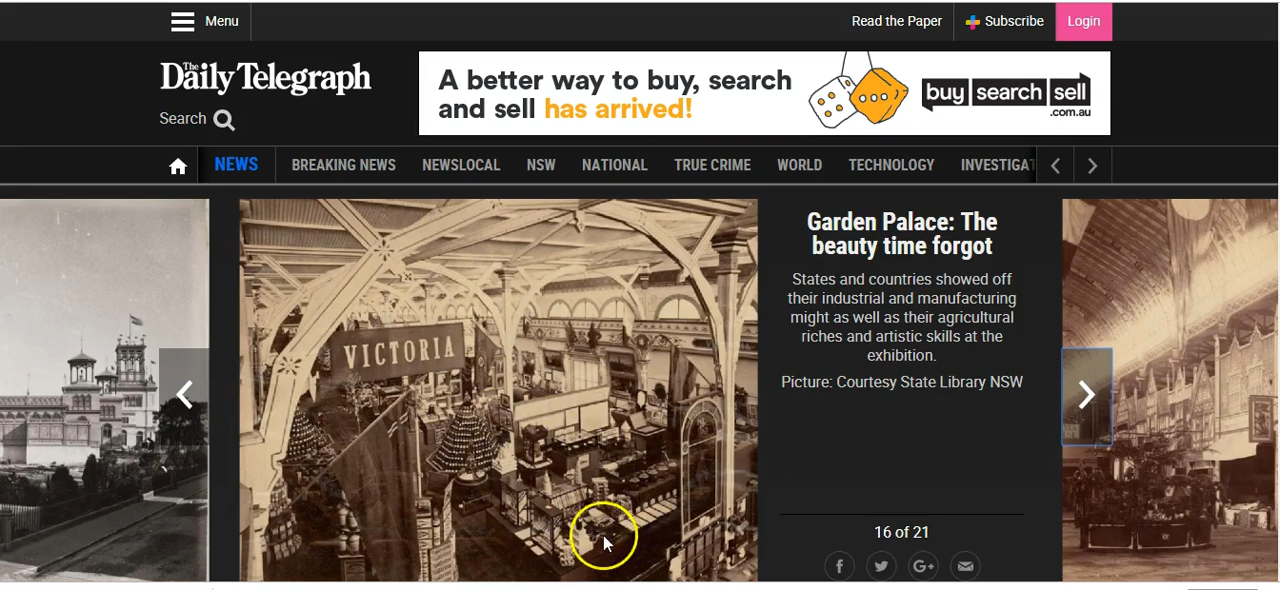 Menu
Read the Paper
Subscribe
Login
The Daily Telegraph
Search
A better way to buy, search
and sell has arrived!
buy search sell
.com.au
NEWS
BREAKING NEWS
NEWSLOCAL
NSW
NATIONAL
TRUE CRIME
WORLD
TECHNOLOGY
INVESTIGAT
VICTORIA
Garden Palace: The
beauty time forgot
States and countries showed off
their industrial and manufacturing
might as well as their agricultural
riches and artistic skills at the
exhibition.
Picture: Courtesy State Library NSW
16 of 21